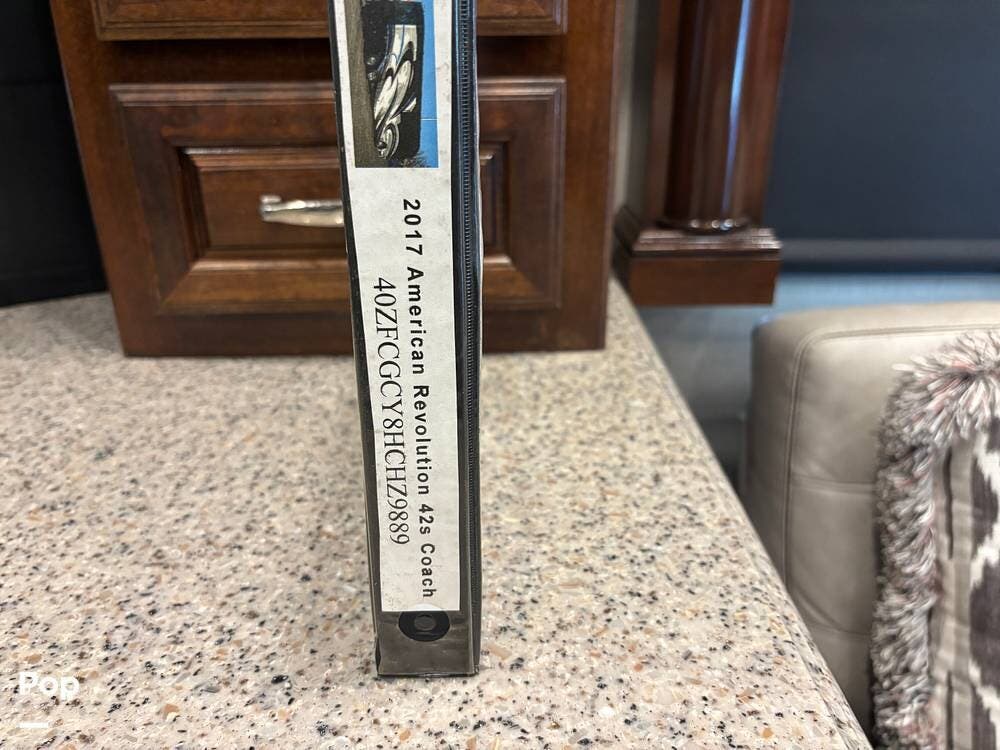 2017 American Revolution 42s Coach
40ZFCGCY8HCHZ9889
Pop